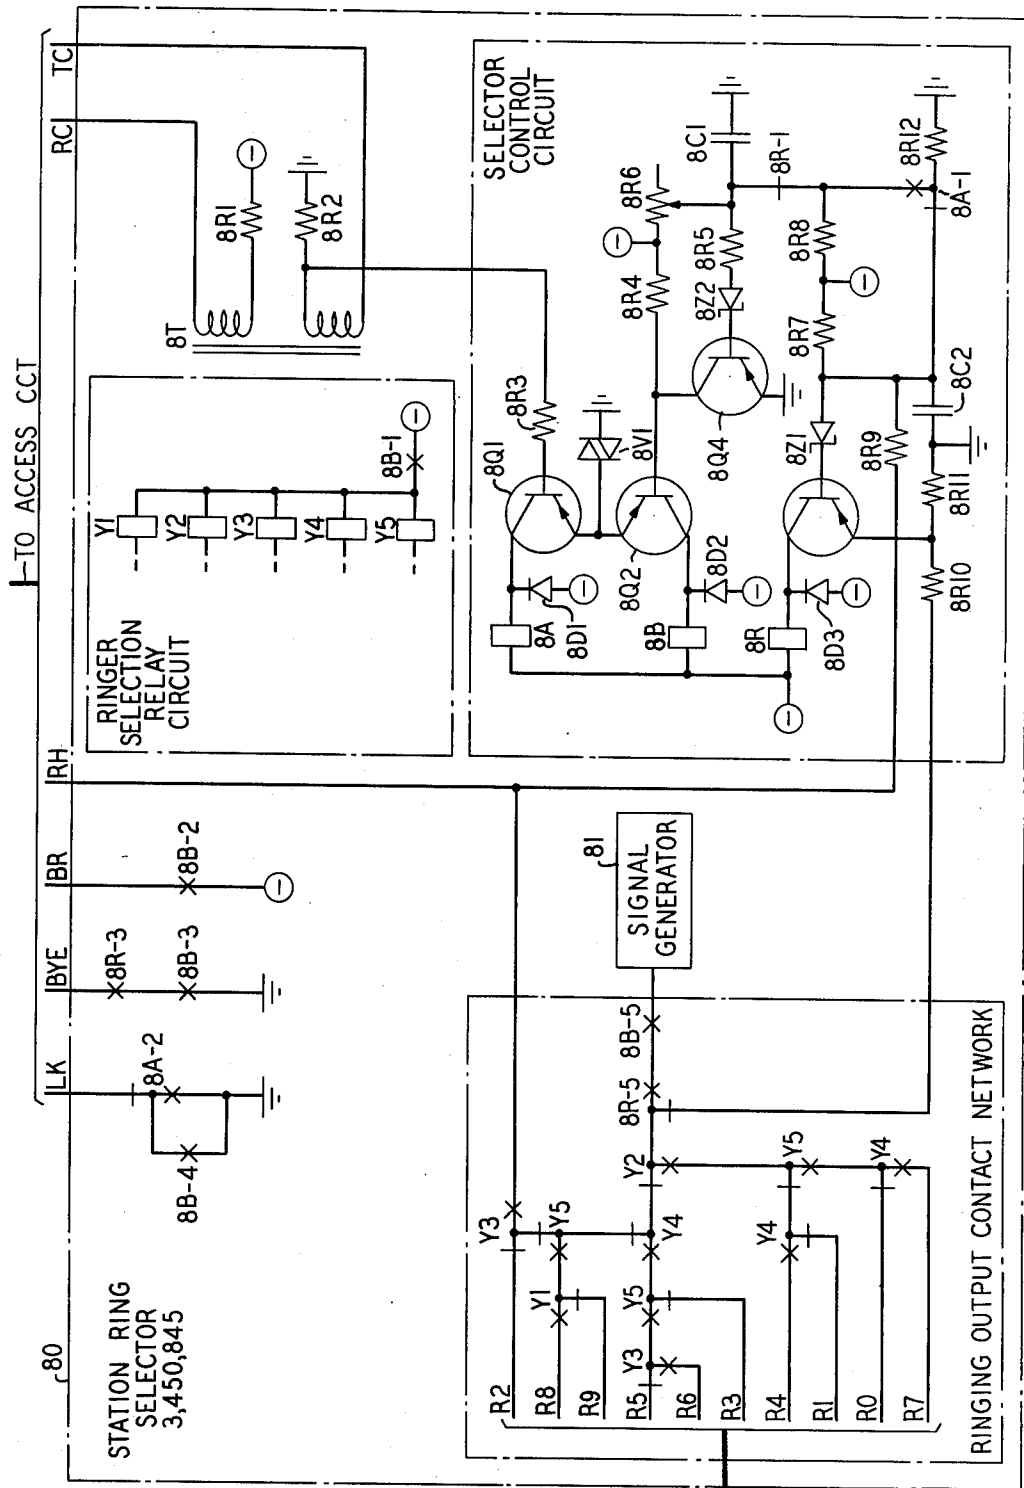 TO ACCESS CCT
LK
BYE
BR
RH
RC
TC
80
STATION RING
SELECTOR
3,450,845
8A-2
8B-4
8R-3
8B-3
8B-2
RINGER
SELECTION
RELAY
CIRCUIT
Y1
Y2
Y3
Y4
Y5
8B-1
8T
8R1
8R2
SELECTOR
CONTROL
CIRCUIT
8Q1
8R3
8A
8D1
8V1
8Q2
8D2
8B
8R4
8R6
8R5
8Z2
8C1
8Q4
8R-1
8R
8D3
8Z1
8R7
8R8
8R9
8A-1
8R12
8C2
8R11
8R10
81
SIGNAL
GENERATOR
8B-5
8R-5
Y3
Y5
Y1
Y4
Y2
Y5
Y3
Y5
Y4
Y4
R2
R8
R9
R5
R6
R3
R4
R1
R0
R7
RINGING OUTPUT CONTACT NETWORK